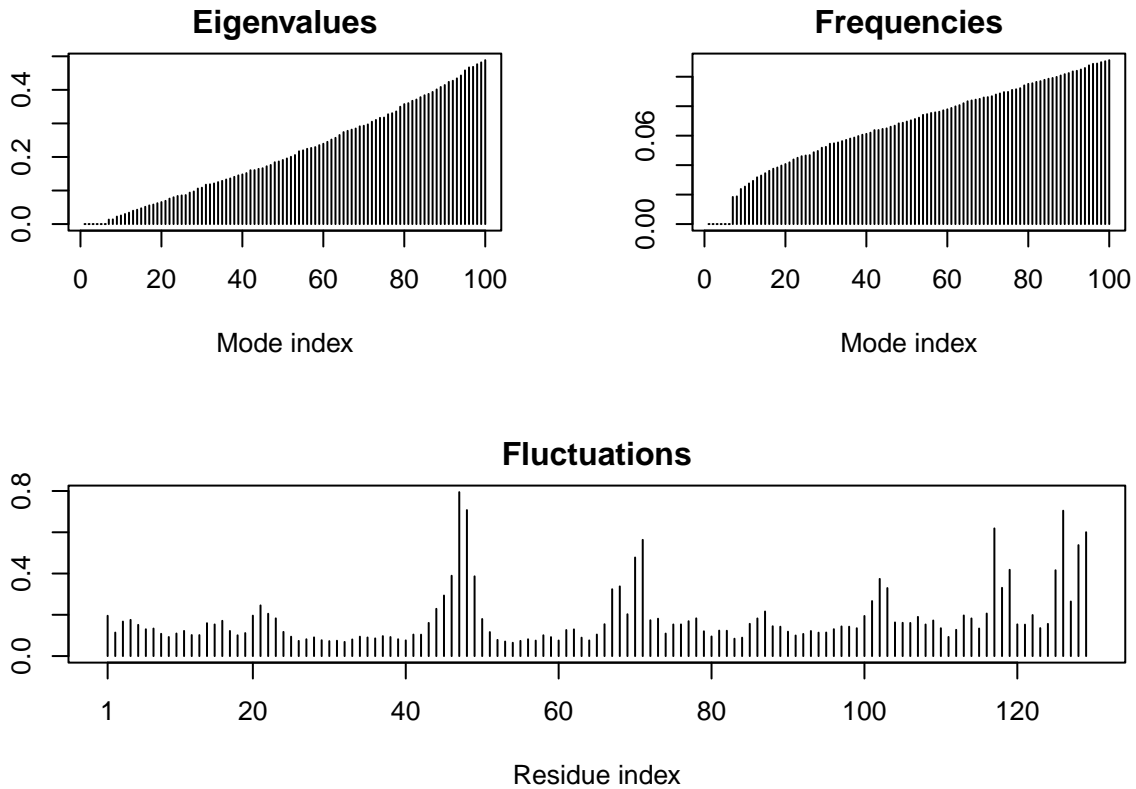 Eigenvalues
0.4
0.2
0.0
0 20 40 60 80 100
Mode index
Frequencies
0.06
0.00
0 20 40 60 80 100
Mode index
Fluctuations
0.8
0.4
0.0
1 20 40 60 80 100 120
Residue index